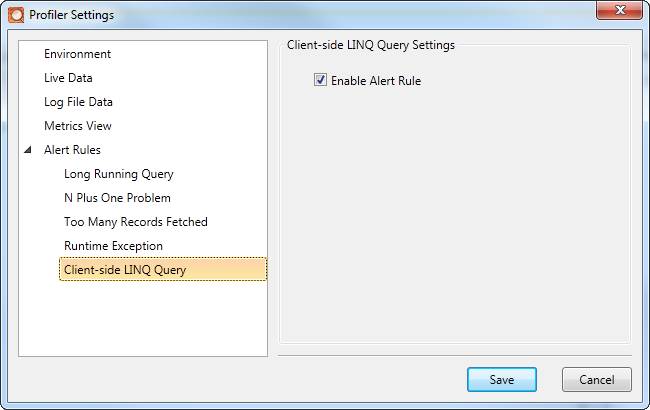 Profiler Settings
Environment
Live Data
Log File Data
Metrics View
Alert Rules
Long Running Query
N Plus One Problem
Too Many Records Fetched
Runtime Exception
Client-side LINQ Query
Client-side LINQ Query Settings
Enable Alert Rule
Save
Cancel